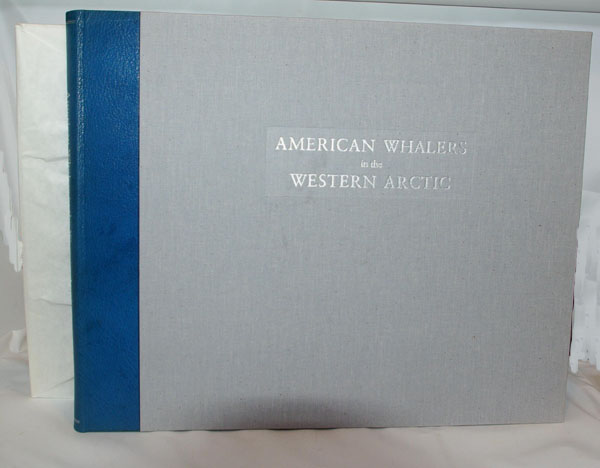 AMERICAN WHALERS
in the
WESTERN ARCTIC